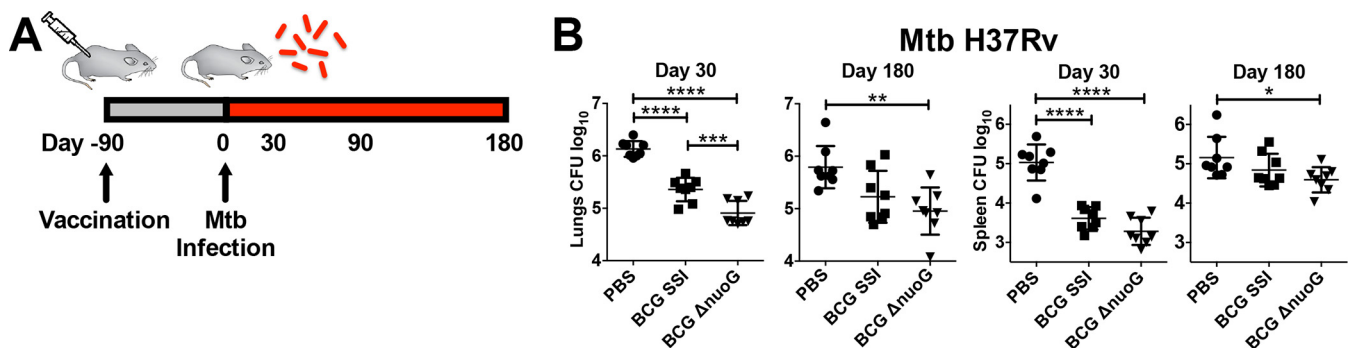 A
Day -90 0 30 90 180
Vaccination
Mtb
Infection
B
Mtb H37Rv
Day 30
****
****
***
Lungs CFU log10
7
6
5
4
PBS
BCG SSI
BCG ΔnuoG
Day 180
**
7
6
5
4
PBS
BCG SSI
BCG ΔnuoG
Day 30
****
****
Spleen CFU log10
6
5
4
3
PBS
BCG SSI
BCG ΔnuoG
Day 180
*
6
5
4
3
PBS
BCG SSI
BCG ΔnuoG